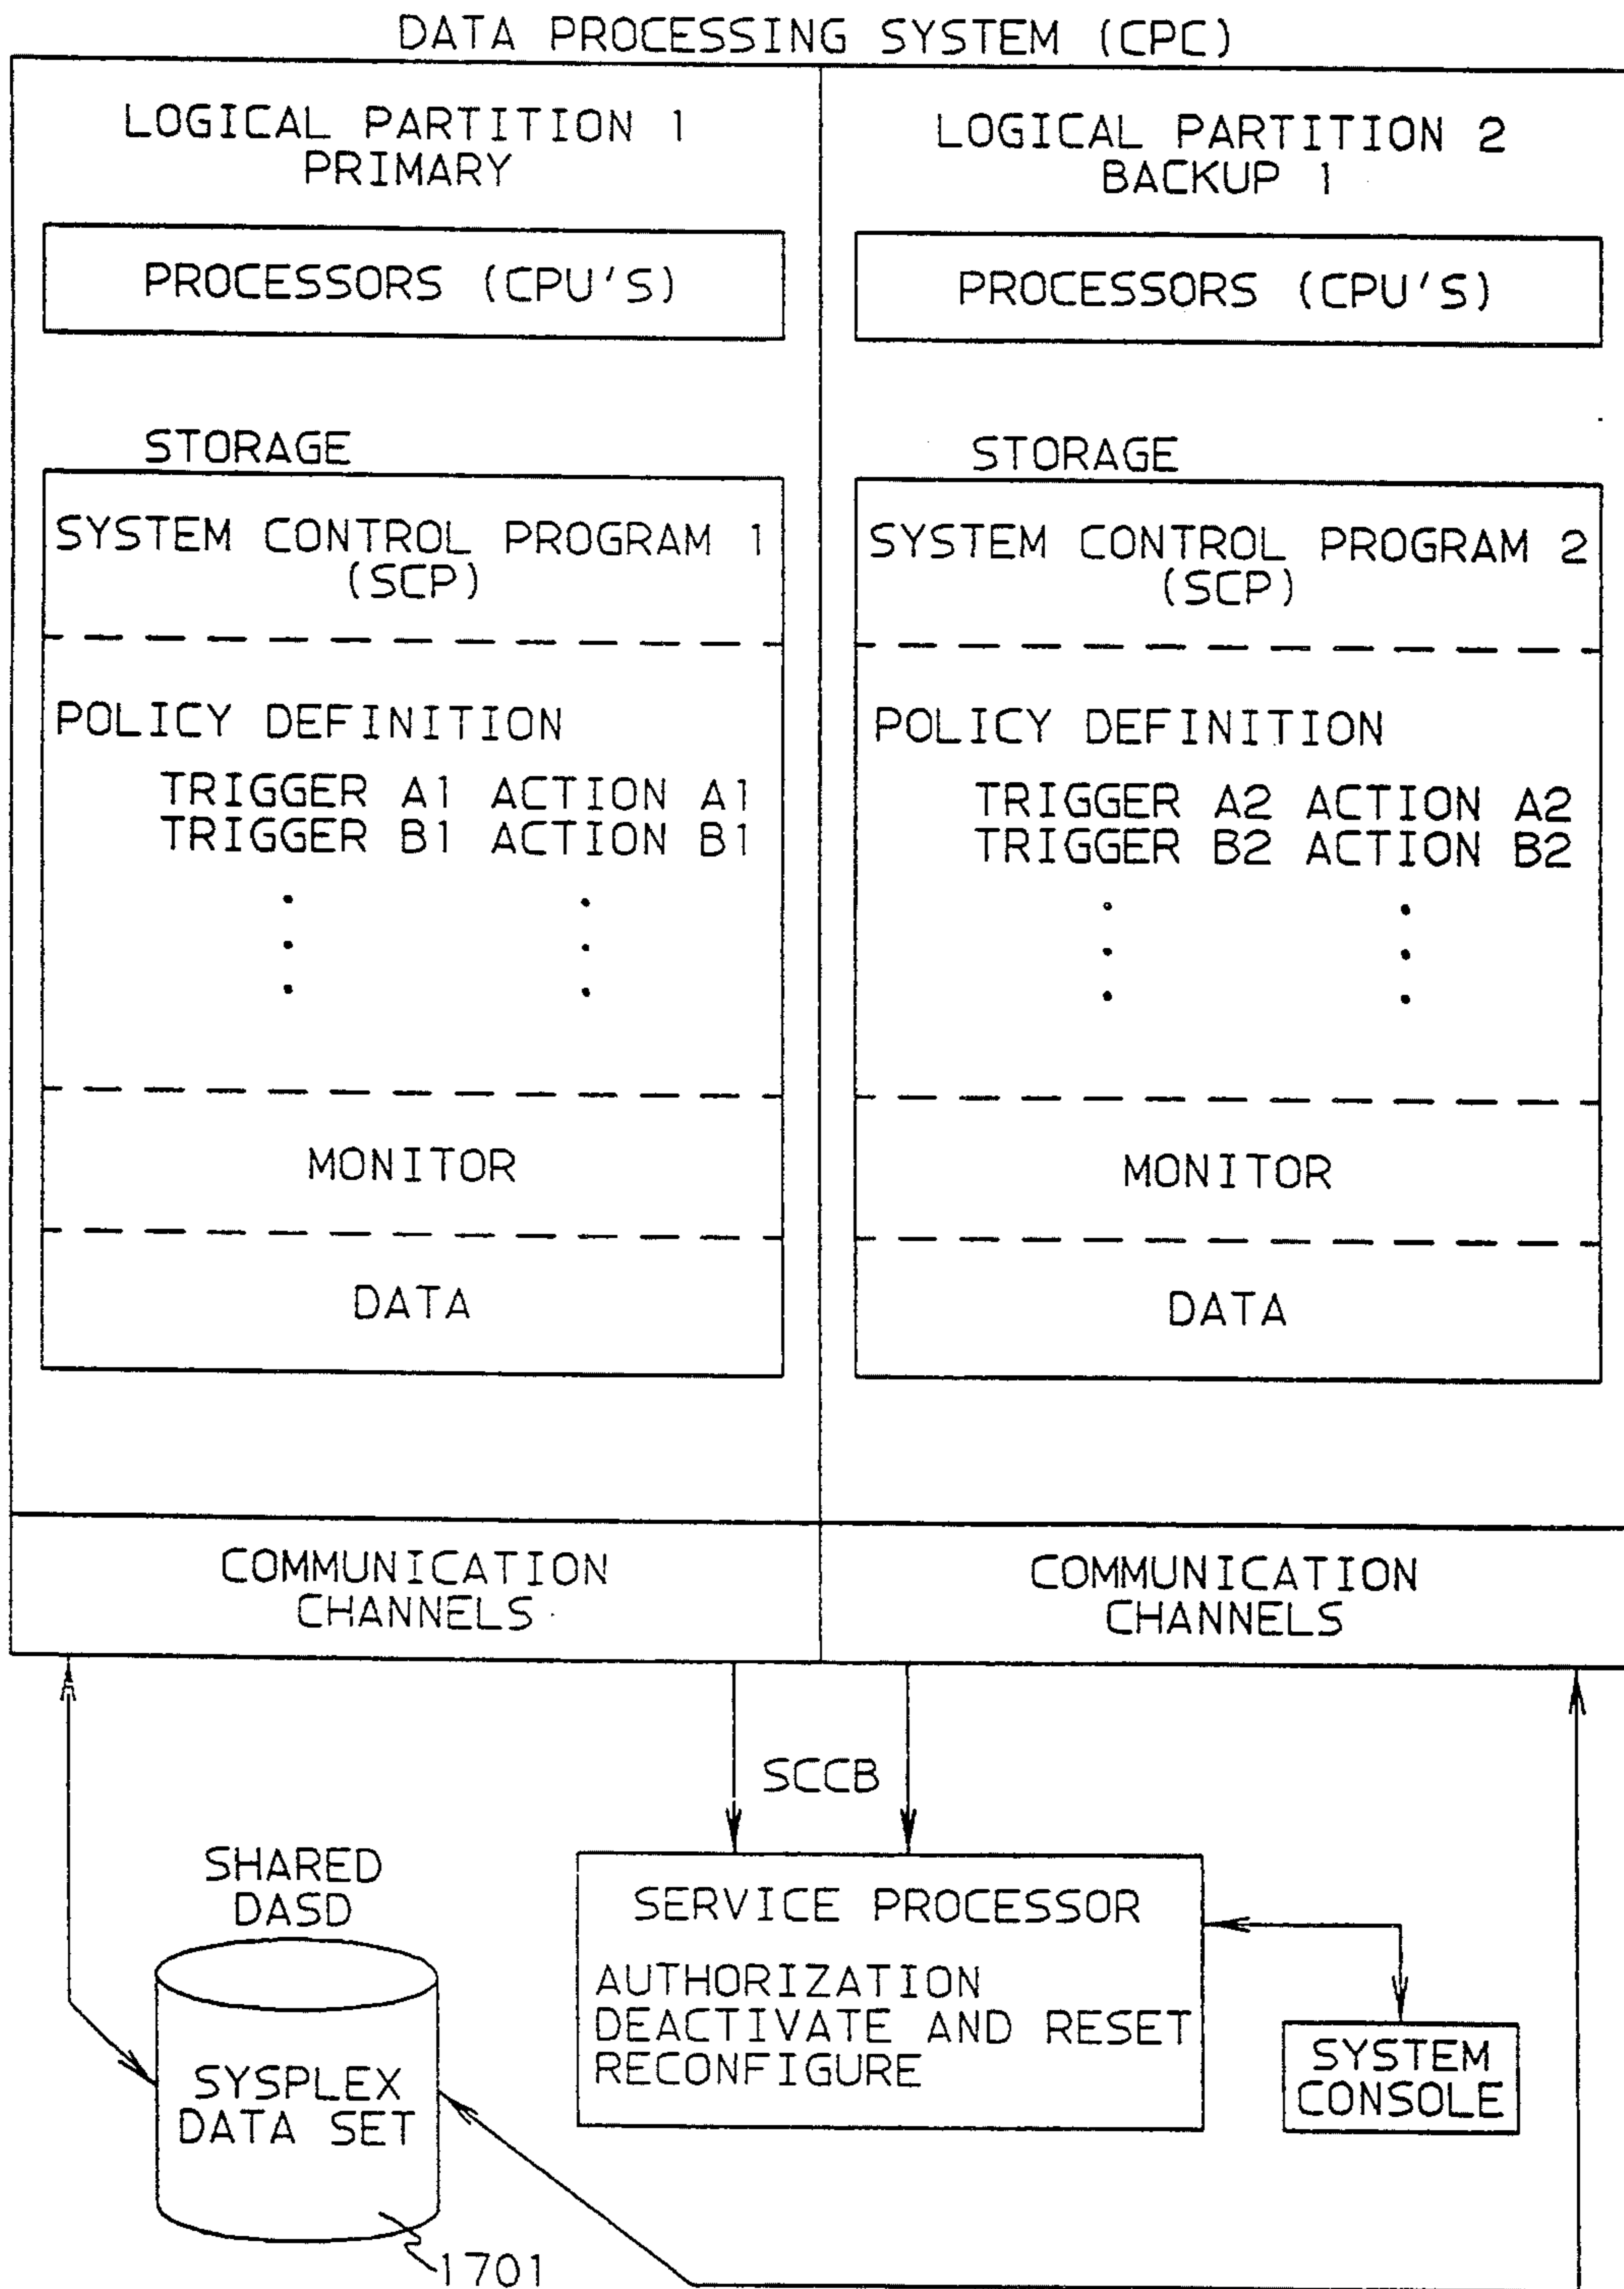 DATA PROCESSING SYSTEM (CPC)
LOGICAL PARTITION 1
PRIMARY
PROCESSORS (CPU'S)
STORAGE
SYSTEM CONTROL PROGRAM 1
(SCP)
POLICY DEFINITION
TRIGGER A1 ACTION A1
TRIGGER B1 ACTION B1
MONITOR
DATA
COMMUNICATION
CHANNELS
LOGICAL PARTITION 2
BACKUP 1
PROCESSORS (CPU'S)
STORAGE
SYSTEM CONTROL PROGRAM 2
(SCP)
POLICY DEFINITION
TRIGGER A2 ACTION A2
TRIGGER B2 ACTION B2
MONITOR
DATA
COMMUNICATION
CHANNELS
SCCB
SHARED
DASD
SYSPLEX
DATA SET
1701
SERVICE PROCESSOR
AUTHORIZATION
DEACTIVATE AND RESET
RECONFIGURE
SYSTEM
CONSOLE